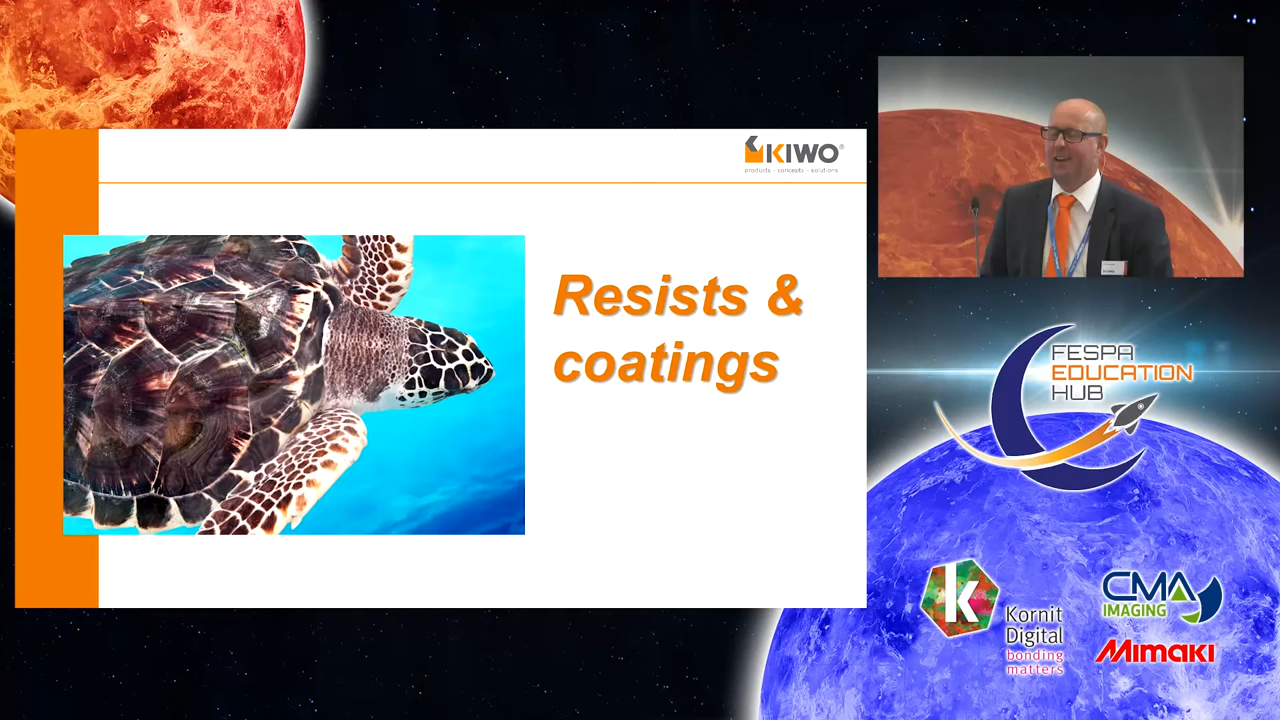 KIWO®
products - concepts - solutions
Resists &
coatings
FESPA
EDUCATION
HUB
k
Kornit
Digital
bonding
matters
CMA
IMAGING
Mimaki